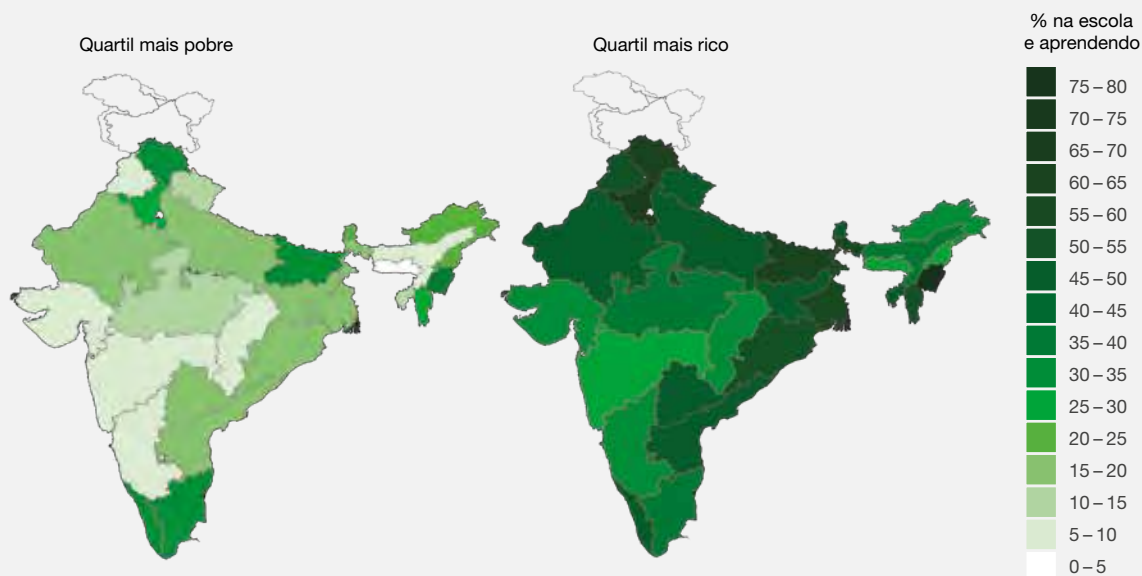 Quartil mais pobre
Quartil mais rico
% na escola
e aprendendo
75 – 80
70 – 75
65 – 70
60 – 65
55 – 60
50 – 55
45 – 50
40 – 45
35 – 40
30 – 35
25 – 30
20 – 25
15 – 20
10 – 15
5 – 10
0 – 5